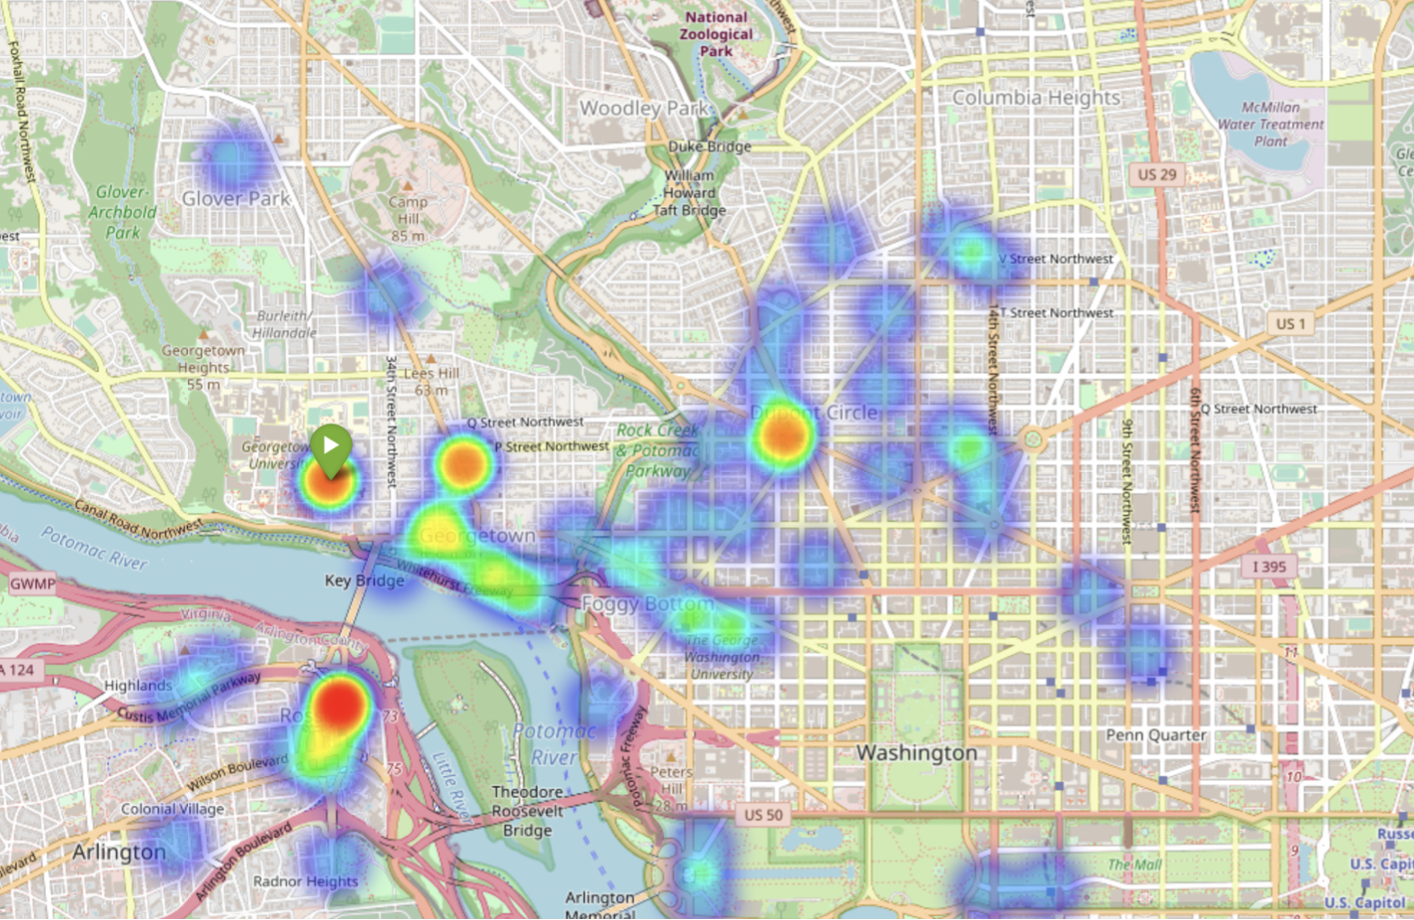 National
Zoological
Park
Foxhall Road Northwest
Woodley Park
Columbia Heights
McMillan
Water Treatment
Plant
Duke Bridge
US 29
William
Howard
Taft Bridge
Glover-
Archbold
Park
Glover Park
Camp
Hill
85 m
V Street Northwest
T Street Northwest
14th Street Northwest
US 1
Burleith/
Hillandale
Georgetown
Heights
55 m
34th Street Northwest
Lees Hill
63 m
Q Street Northwest
P Street Northwest
Dupont Circle
Q Street Northwest
6th Street Northwest
9th Street Northwest
Rock Creek
& Potomac
Parkway
Canal Road Northwest
Potomac River
Georgetown
Whitehurst Freeway
Key Bridge
GWMP
I 395
Foggy Bottom
The George
Washington
University
Virginia
Arlington County
A 124
Highlands
Custis Memorial Parkway
73
75
Wilson Boulevard
Potomac
River
Little River
Potomac Freeway
Peters
Hill
28 m
Washington
Penn Quarter
11
10
9
Theodore
Roosevelt
Bridge
US 50
Colonial Village
Arlington
Arlington Boulevard
Radnor Heights
Arlington
Memorial
The Mall
U.S. Capitol